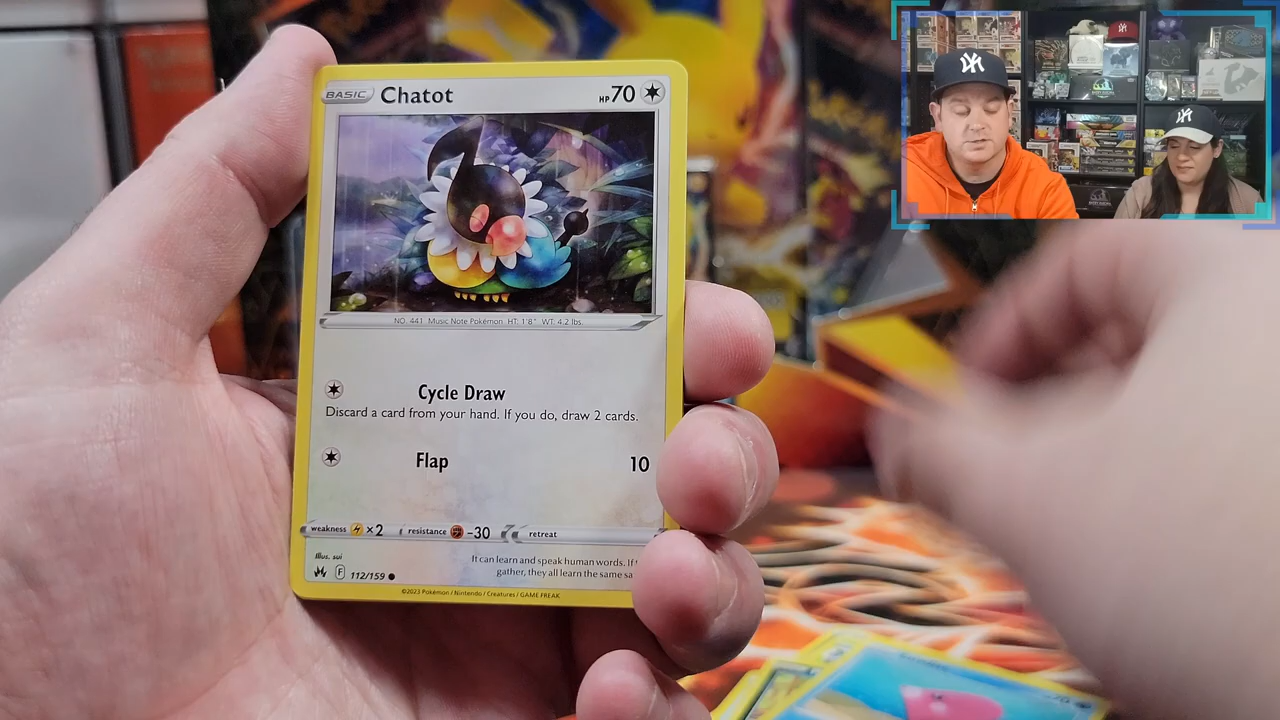 BASIC Chatot HP 70
NO. 441 Music Note Pokémon HT: 1'8" WT: 4.2 lbs.
Cycle Draw
Discard a card from your hand. If you do, draw 2 cards.
Flap 10
weakness ×2 resistance -30 retreat
Illus. sui
It can learn and speak human words. If
gather, they all learn the same
F 112/159
©2023 Pokémon / Nintendo / Creatures / GAME FREAK
NY
NY